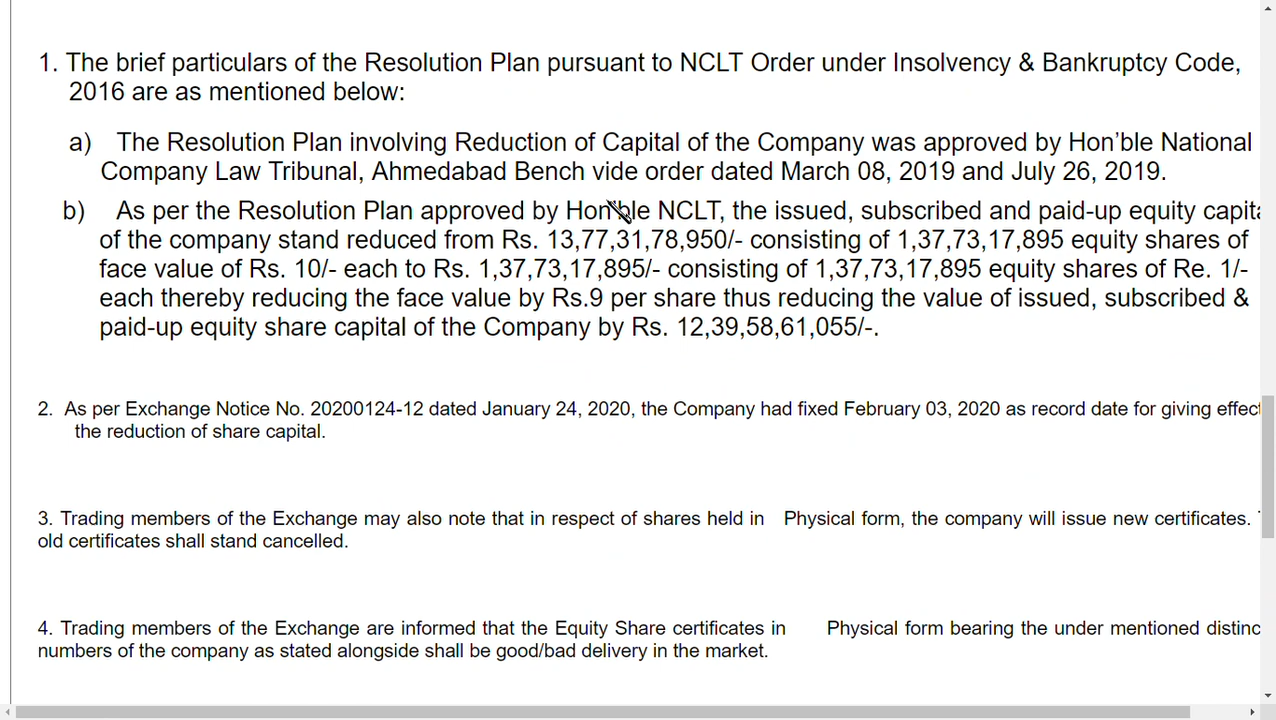 1. The brief particulars of the Resolution Plan pursuant to NCLT Order under Insolvency & Bankruptcy Code,
2016 are as mentioned below:
a) The Resolution Plan involving Reduction of Capital of the Company was approved by Hon’ble National
Company Law Tribunal, Ahmedabad Bench vide order dated March 08, 2019 and July 26, 2019.
b) As per the Resolution Plan approved by Hon'ble NCLT, the issued, subscribed and paid-up equity
of the company stand reduced from Rs. 13,77,31,78,950/- consisting of 1,37,73,17,895 equity shares of
face value of Rs. 10/- each to Rs. 1,37,73,17,895/- consisting of 1,37,73,17,895 equity shares of Re. 1/-
each thereby reducing the face value by Rs.9 per share thus reducing the value of issued, subscribed &
paid-up equity share capital of the Company by Rs. 12,39,58,61,055/-.
2. As per Exchange Notice No. 20200124-12 dated January 24, 2020, the Company had fixed February 03, 2020 as record date for giving
the reduction of share capital.
3. Trading members of the Exchange may also note that in respect of shares held in Physical form, the company will issue new certificates.
old certificates shall stand cancelled.
4. Trading members of the Exchange are informed that the Equity Share certificates in Physical form bearing the under mentioned
numbers of the company as stated alongside shall be good/bad delivery in the market.